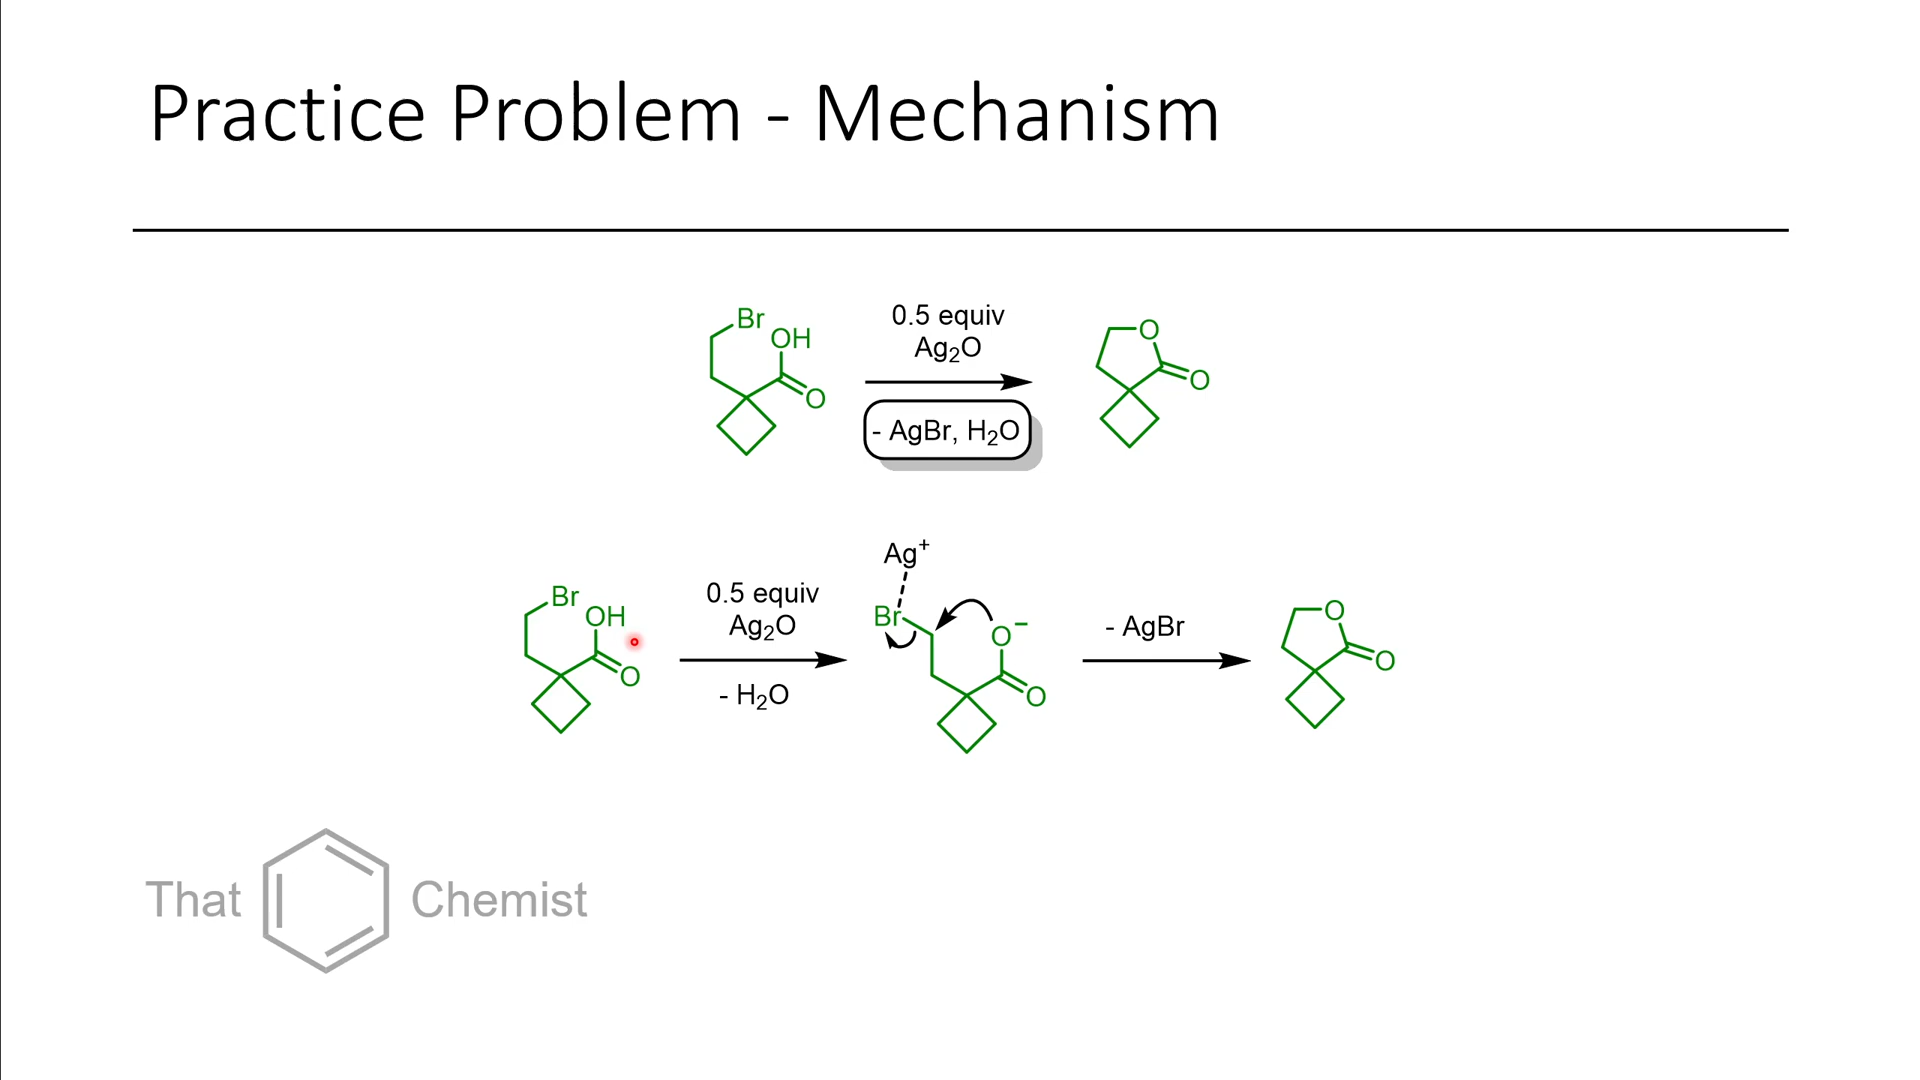 Practice Problem - Mechanism
Br
OH
O
0.5 equiv
Ag₂O
- AgBr, H₂O
O
O
Br
OH
O
0.5 equiv
Ag₂O
- H₂O
Ag⁺
Br
O⁻
O
- AgBr
O
O
That Chemist